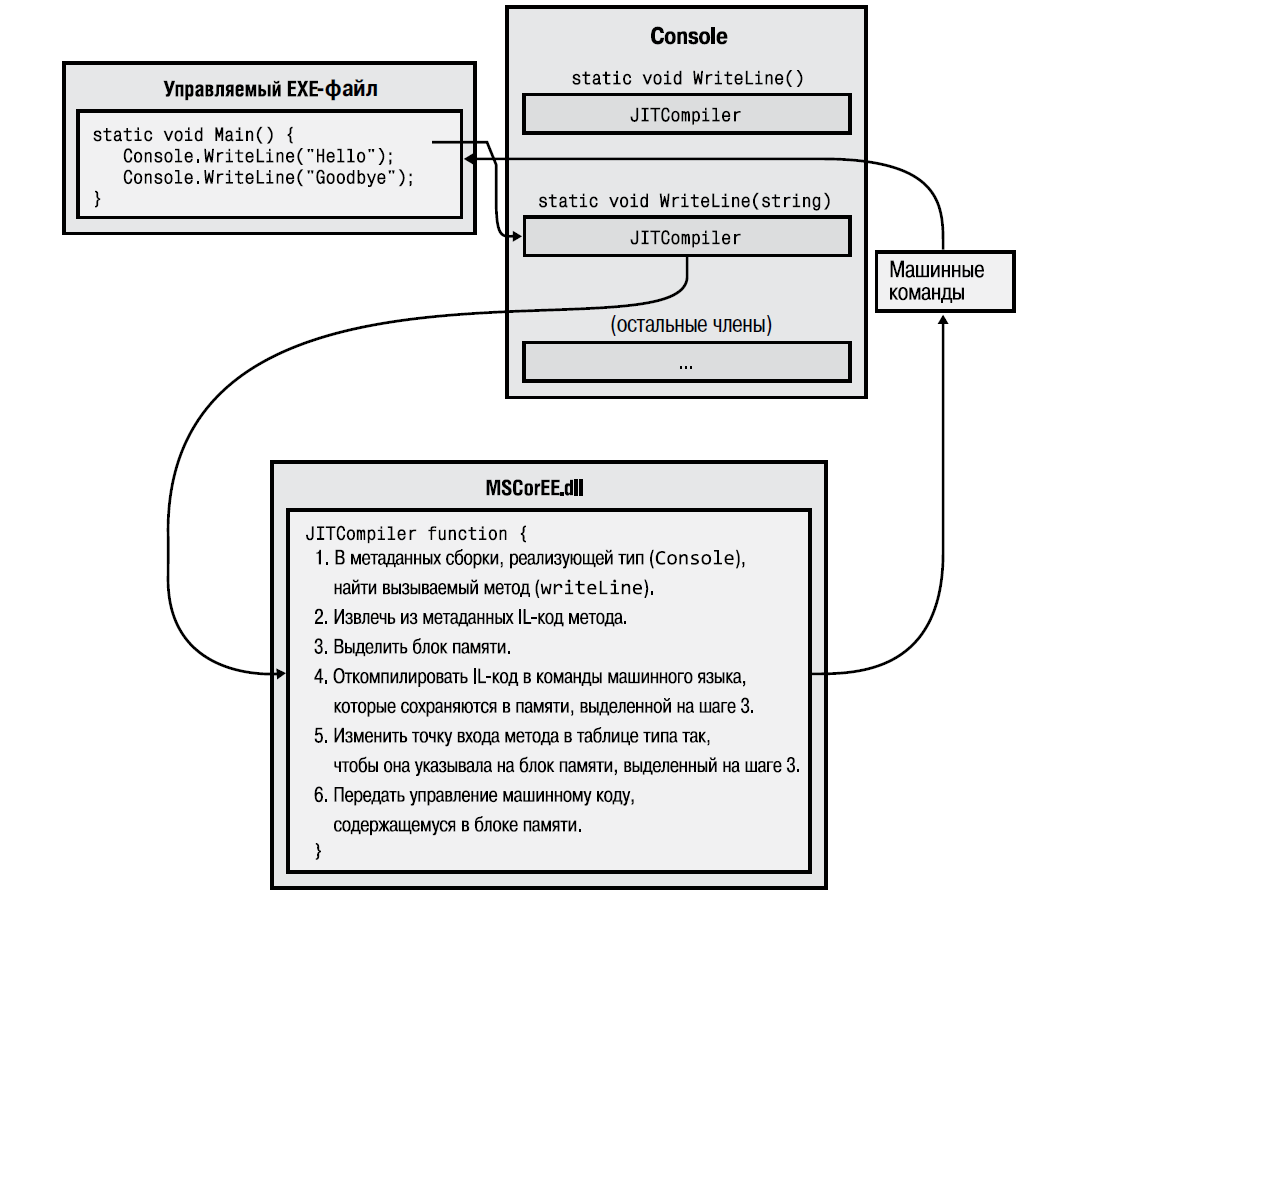 Управляемый EXE-файл
static void Main() {
Console.WriteLine("Hello");
Console.WriteLine("Goodbye");
}
Console
static void WriteLine()
JITCompiler
static void WriteLine(string)
JITCompiler
(остальные члены)
...
Машинные
команды
MSCorEE.dll
JITCompiler function {
1. В метаданных сборки, реализующей тип (Console),
найти вызываемый метод (writeLine).
2. Извлечь из метаданных IL-код метода.
3. Выделить блок памяти.
4. Откомпилировать IL-код в команды машинного языка,
которые сохраняются в памяти, выделенной на шаге 3.
5. Изменить точку входа метода в таблице типа так,
чтобы она указывала на блок памяти, выделенный на шаге 3.
6. Передать управление машинному коду,
содержащемуся в блоке памяти.
}